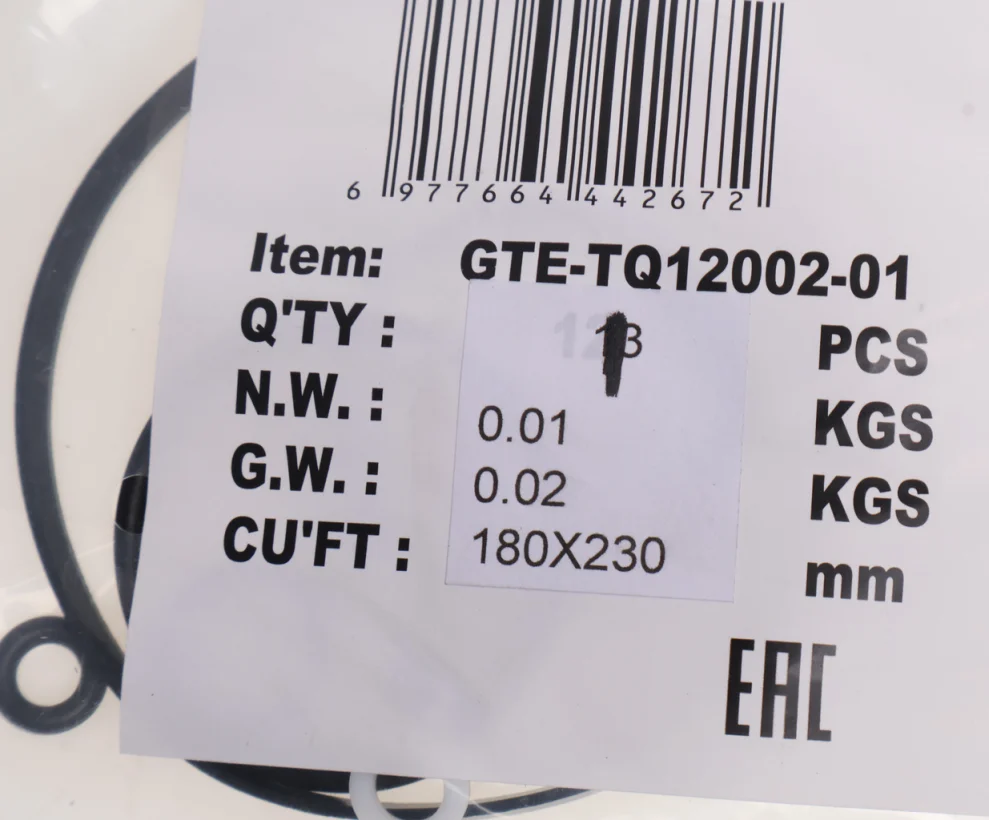 6 977664 442672
Item: GTE-TQ12002-01
Q'TY : PCS
N.W. : 0.01 KGS
G.W. : 0.02 KGS
CU'FT : 180X230 mm
EAC